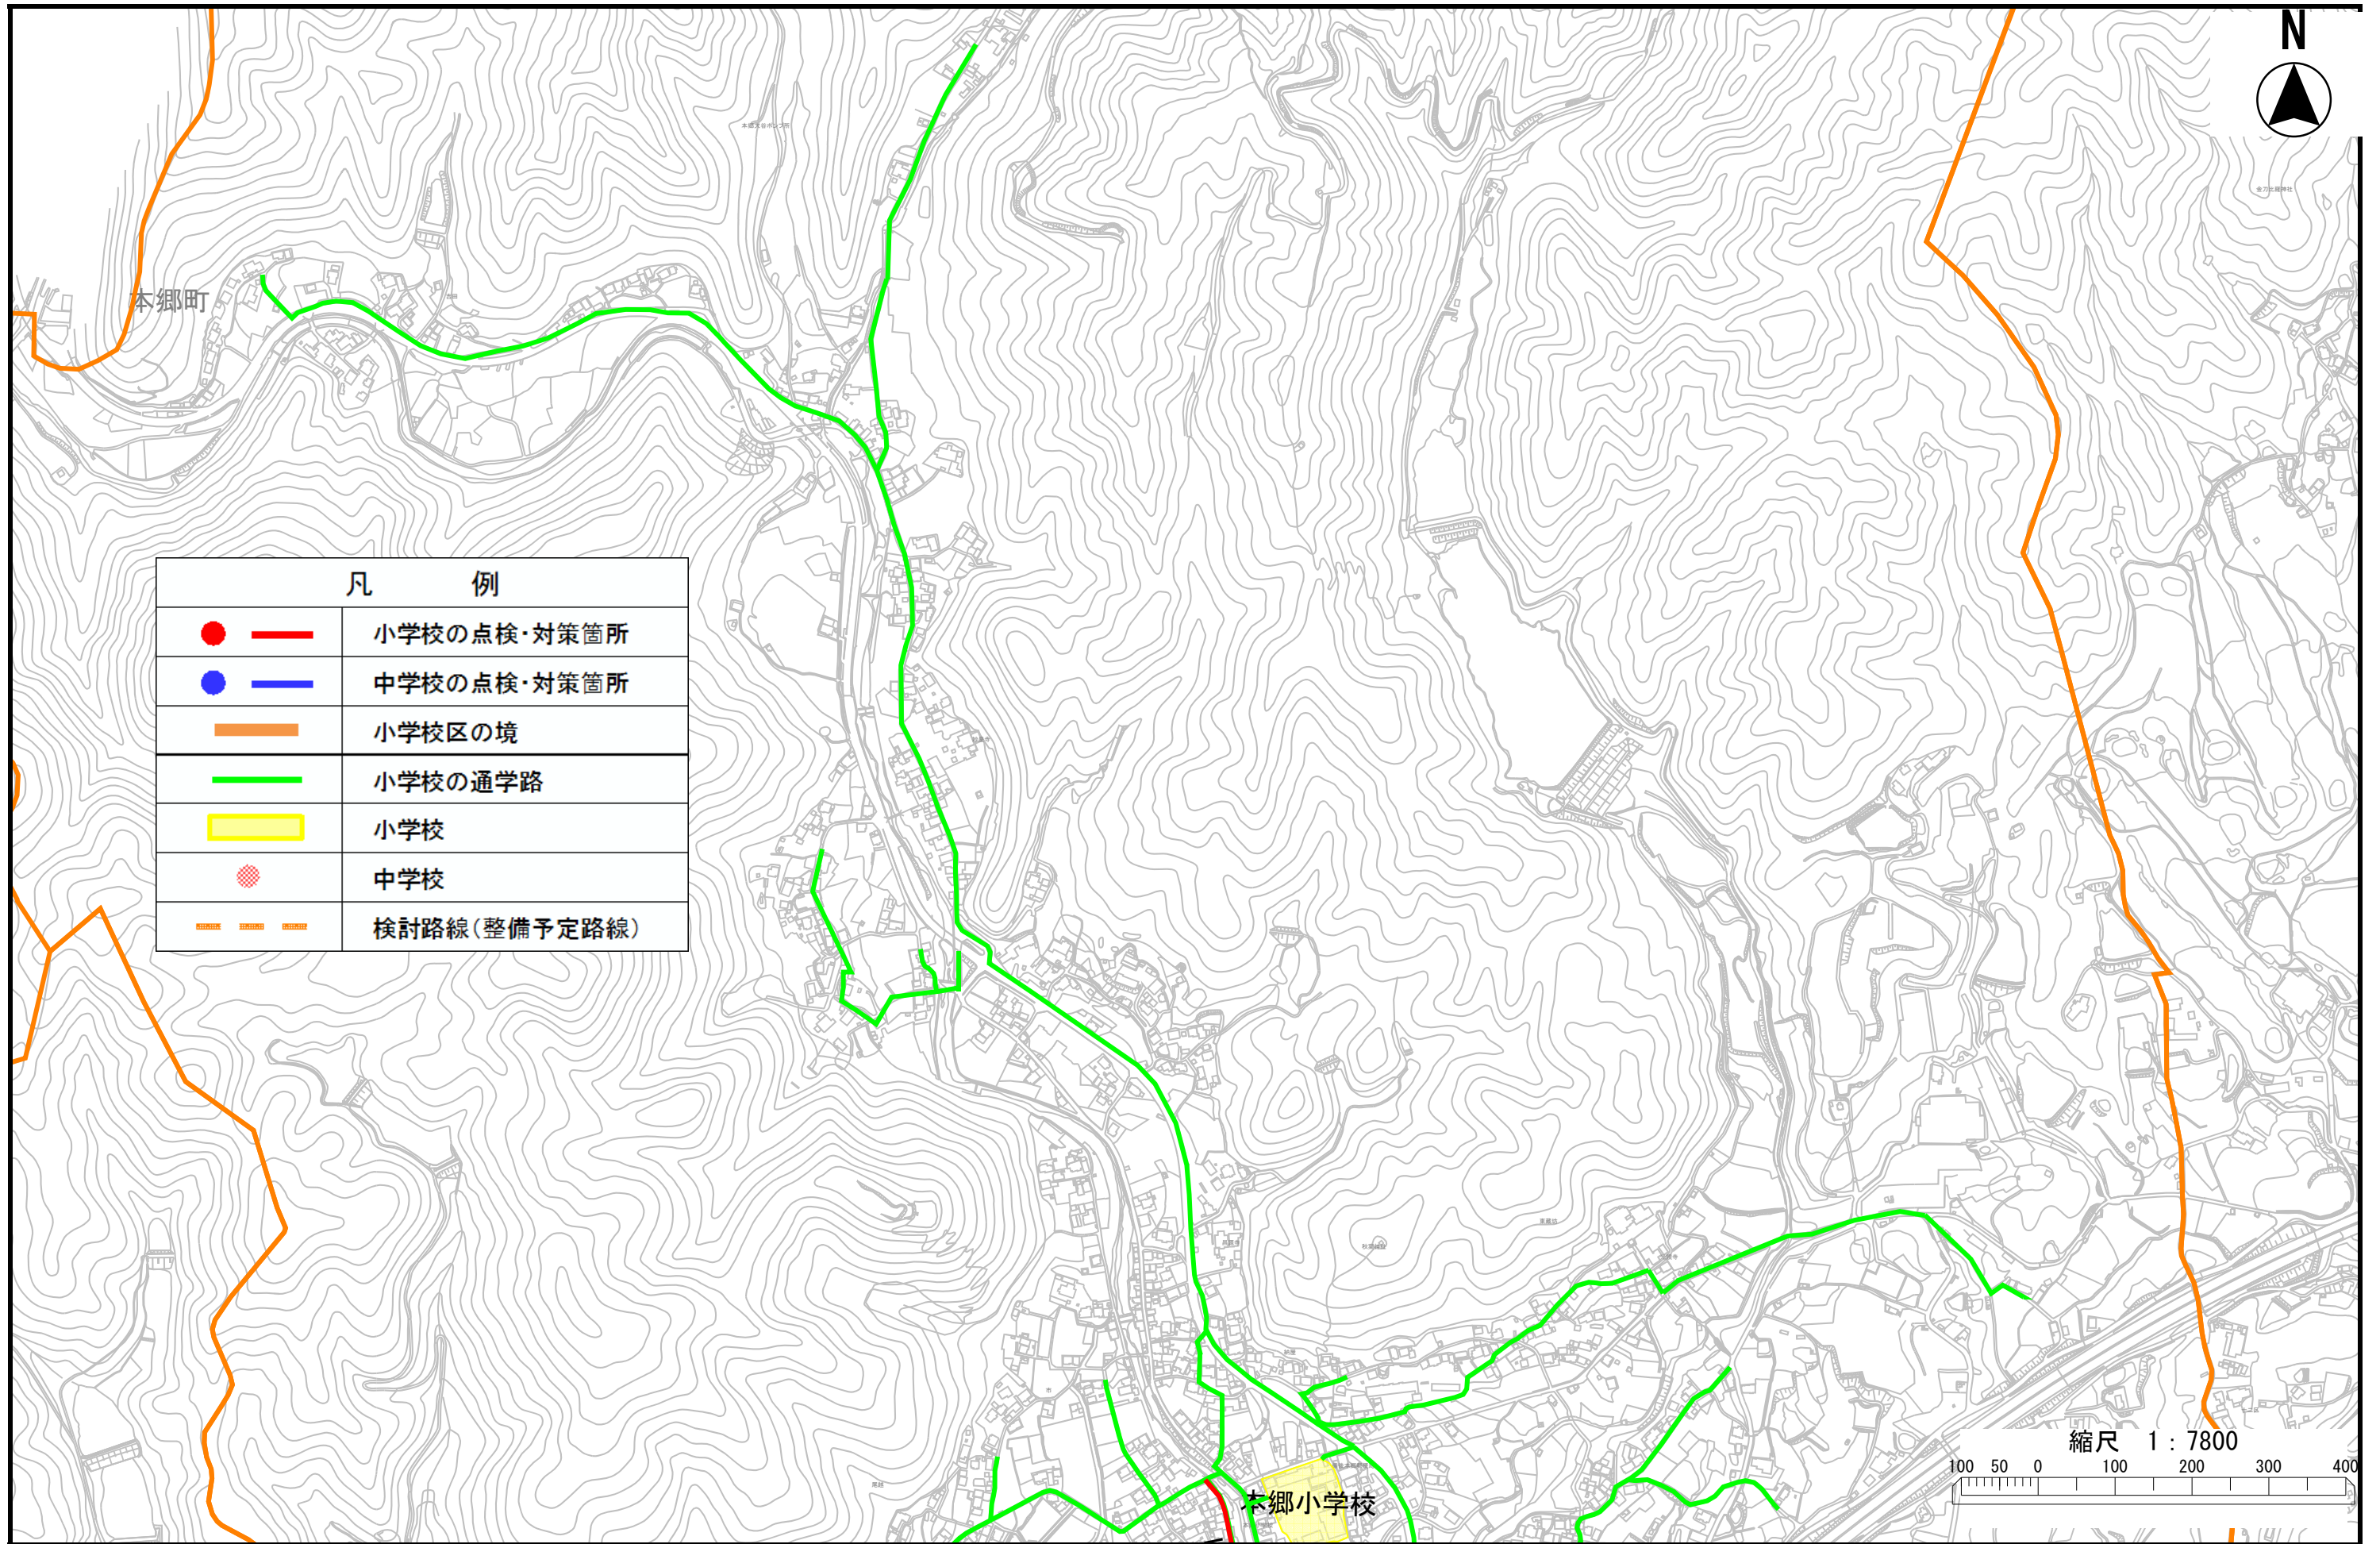 N
本郷町
凡 例
小学校の点検・対策箇所
中学校の点検・対策箇所
小学校区の境
小学校の通学路
小学校
中学校
検討路線(整備予定路線)
縮尺 1:7800
100 50 0 100 200 300 400
本郷小学校